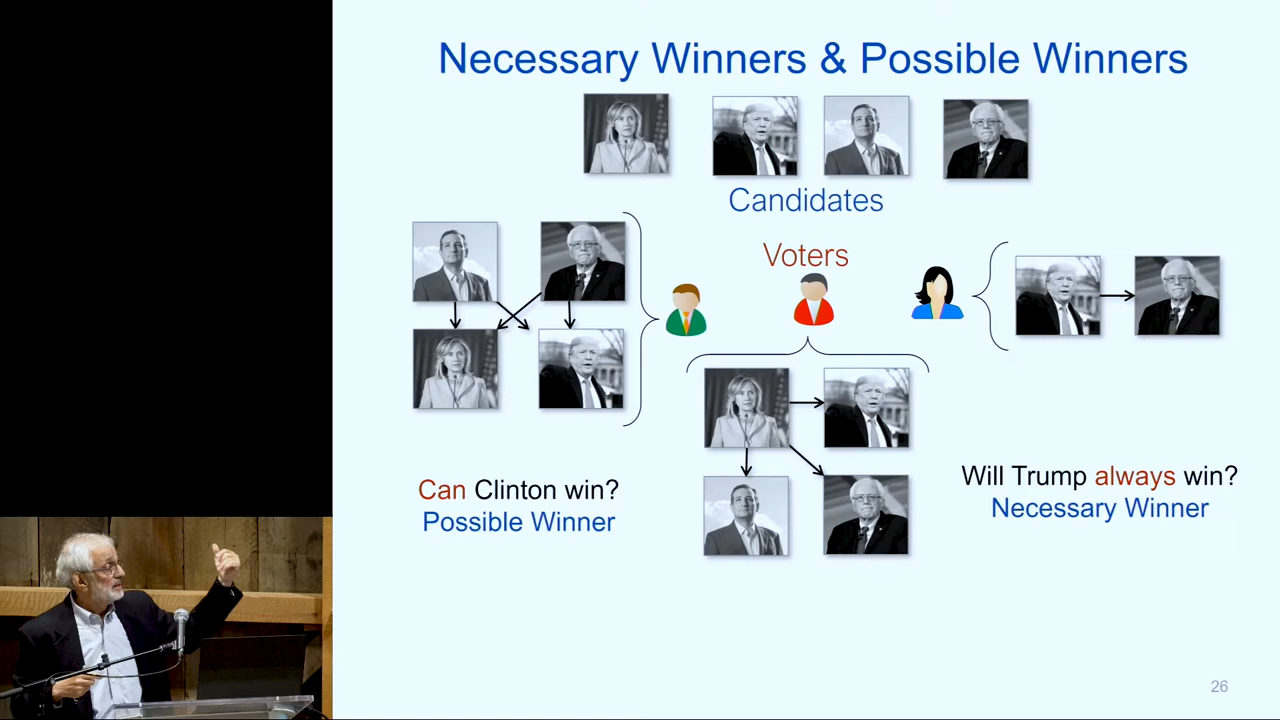 Necessary Winners & Possible Winners
Candidates
Voters
Can Clinton win?
Possible Winner
Will Trump always win?
Necessary Winner
26